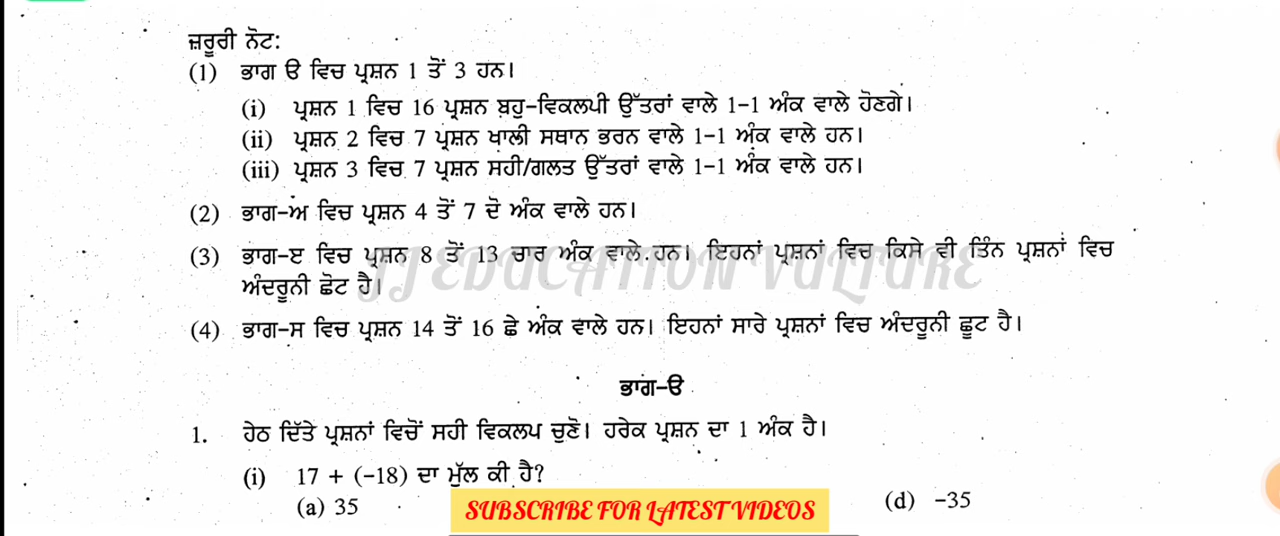 ਜ਼ਰੂਰੀ ਨੋਟ:
(1) ਭਾਗ ੳ ਵਿਚ ਪ੍ਰਸ਼ਨ 1 ਤੋਂ 3 ਹਨ।
(i) ਪ੍ਰਸ਼ਨ 1 ਵਿਚ 16 ਪ੍ਰਸ਼ਨ ਬਹੁ-ਵਿਕਲਪੀ ਉੱਤਰਾਂ ਵਾਲੇ 1-1 ਅੰਕ ਵਾਲੇ ਹੋਣਗੇ।
(ii) ਪ੍ਰਸ਼ਨ 2 ਵਿਚ 7 ਪ੍ਰਸ਼ਨ ਖਾਲੀ ਸਥਾਨ ਭਰਨ ਵਾਲੇ 1-1 ਅੰਕ ਵਾਲੇ ਹਨ।
(iii) ਪ੍ਰਸ਼ਨ 3 ਵਿਚ 7 ਪ੍ਰਸ਼ਨ ਸਹੀ/ਗਲਤ ਉੱਤਰਾਂ ਵਾਲੇ 1-1 ਅੰਕ ਵਾਲੇ ਹਨ।
(2) ਭਾਗ-ਅ ਵਿਚ ਪ੍ਰਸ਼ਨ 4 ਤੋਂ 7 ਦੋ ਅੰਕ ਵਾਲੇ ਹਨ।
(3) ਭਾਗ-ੲ ਵਿਚ ਪ੍ਰਸ਼ਨ 8 ਤੋਂ 13 ਚਾਰ ਅੰਕ ਵਾਲੇ ਹਨ। ਇਹਨਾਂ ਪ੍ਰਸ਼ਨਾਂ ਵਿਚ ਕਿਸੇ ਵੀ ਤਿੰਨ ਪ੍ਰਸ਼ਨਾਂ ਵਿਚ
ਅੰਦਰੂਨੀ ਛੋਟ ਹੈ।
JJ EDUCATION VULTURE
(4) ਭਾਗ-ਸ ਵਿਚ ਪ੍ਰਸ਼ਨ 14 ਤੋਂ 16 ਛੇ ਅੰਕ ਵਾਲੇ ਹਨ। ਇਹਨਾਂ ਸਾਰੇ ਪ੍ਰਸ਼ਨਾਂ ਵਿਚ ਅੰਦਰੂਨੀ ਛੂਟ ਹੈ।
ਭਾਗ-ੳ
1. ਹੇਠ ਦਿੱਤੇ ਪ੍ਰਸ਼ਨਾਂ ਵਿਚੋਂ ਸਹੀ ਵਿਕਲਪ ਚੁਣੋ। ਹਰੇਕ ਪ੍ਰਸ਼ਨ ਦਾ 1 ਅੰਕ ਹੈ।
(i) 17 + (-18) ਦਾ ਮੁੱਲ ਕੀ ਹੈ?
(a) 35 (d) -35
SUBSCRIBE FOR LATEST VIDEOS